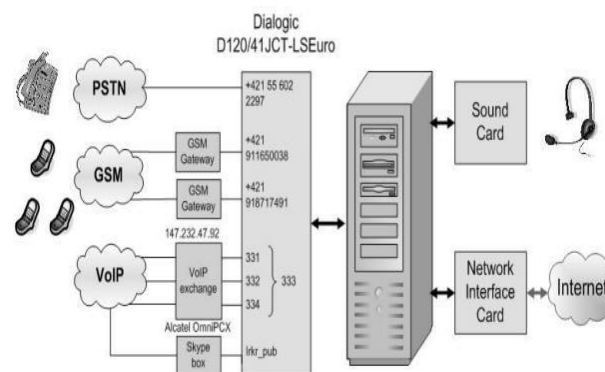 Dialogic
D120/41JCT-LSEuro
PSTN
+421 55 602
2297
GSM
GSM
Gateway
+421
911650038
GSM
Gateway
+421
918717491
147.232.47.92
VoIP
VoIP
exchange
331
332
334
333
Alcatel OmniPCX
Skype
box
lrkr_pub
Sound
Card
Network
Interface
Card
Internet